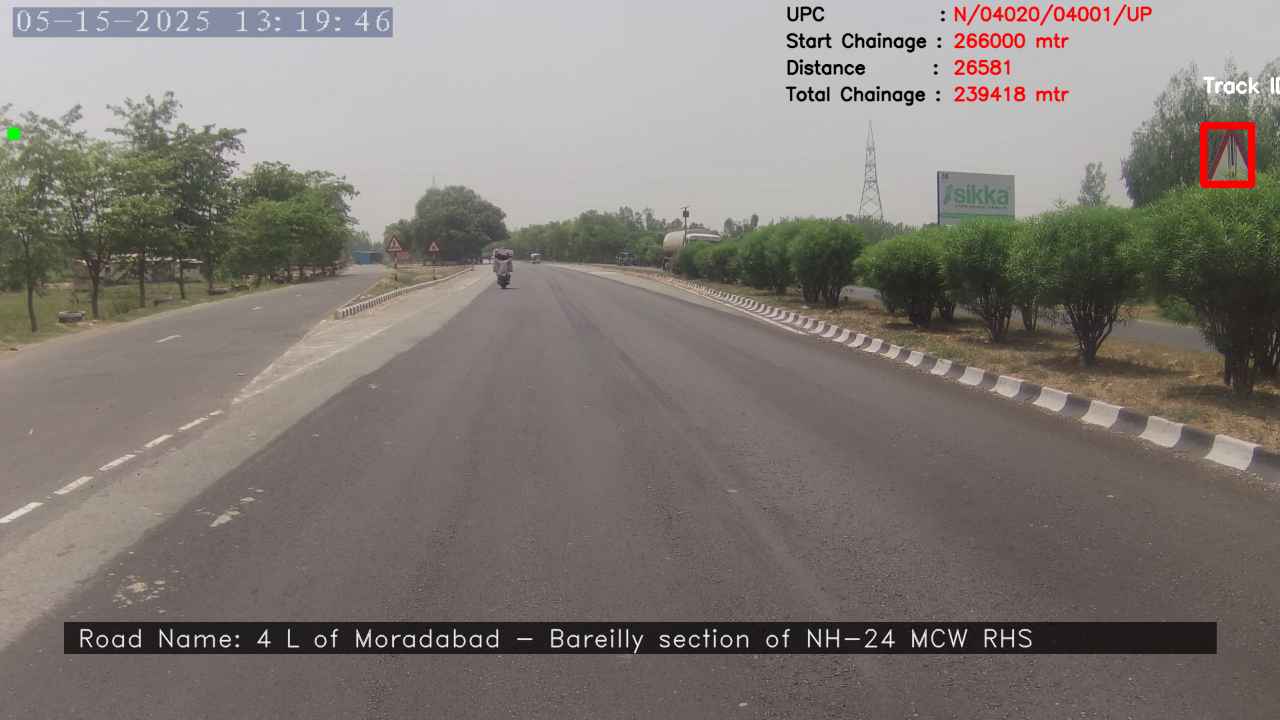 05-15-2025 13:19:46
UPC : N/04020/04001/UP
Start Chainage : 266000 mtr
Distance : 26581
Total Chainage : 239418 mtr
Track ID
sikka
Road Name: 4 L of Moradabad - Bareilly section of NH-24 MCW RHS